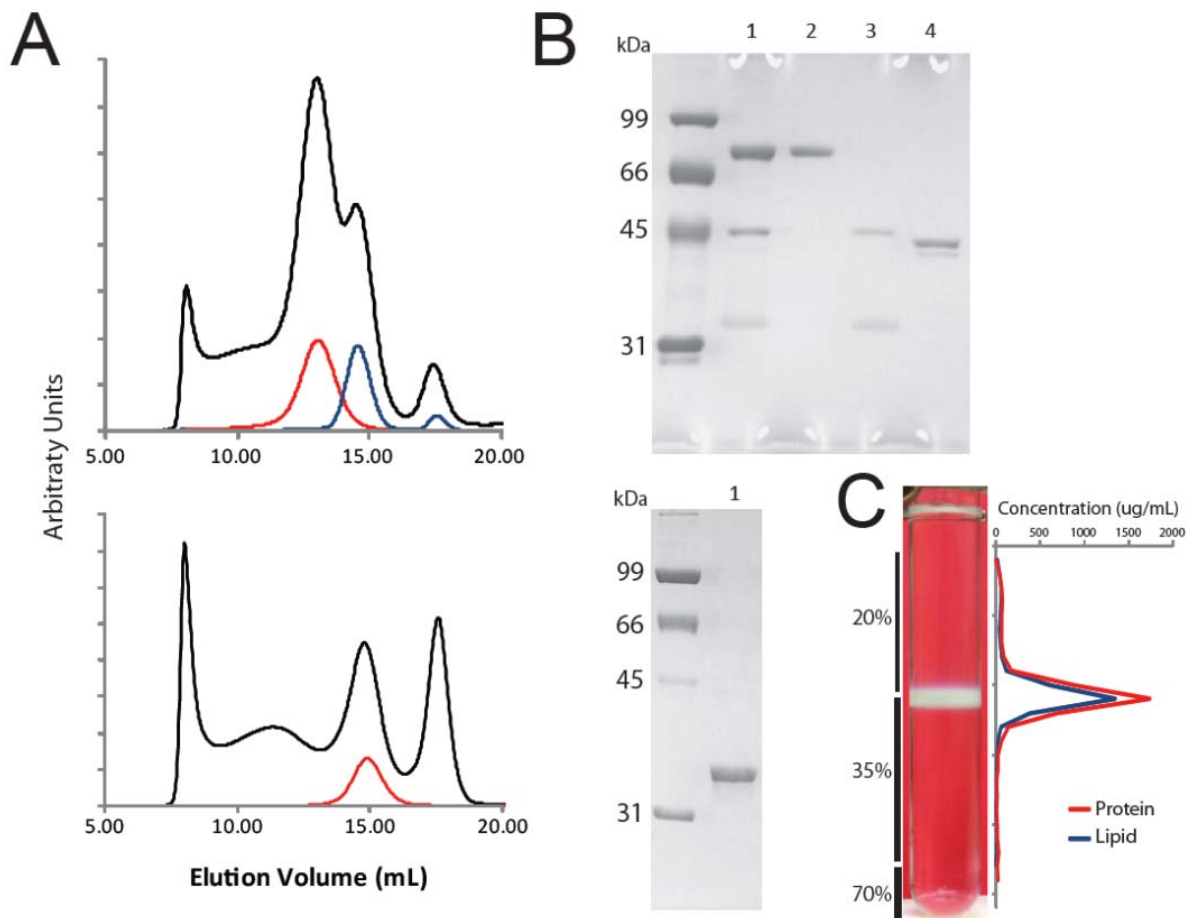 A
Arbitraty Units
5.00 10.00 15.00 20.00
5.00 10.00 15.00 20.00
Elution Volume (mL)
B
kDa 1 2 3 4
99
66
45
31
kDa 1
99
66
45
31
C
Concentration (ug/mL)
0 500 1000 1500 2000
20%
35%
70%
Protein
Lipid